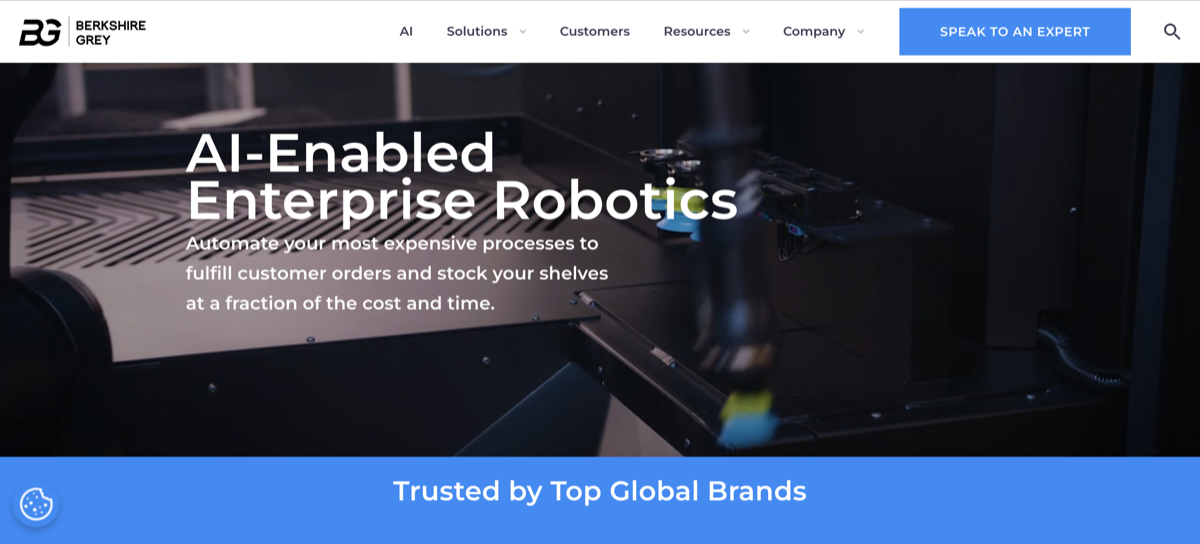 BG
BERKSHIRE
GREY
AI
Solutions
Customers
Resources
Company
SPEAK TO AN EXPERT
AI-Enabled
Enterprise Robotics
Automate your most expensive processes to
fulfill customer orders and stock your shelves
at a fraction of the cost and time.
Trusted by Top Global Brands